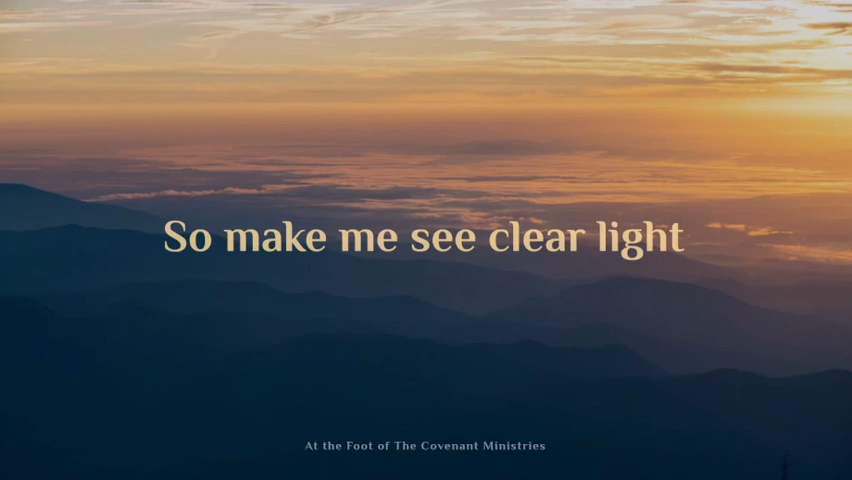 So make me see clear light
At the Foot of The Covenant Ministries